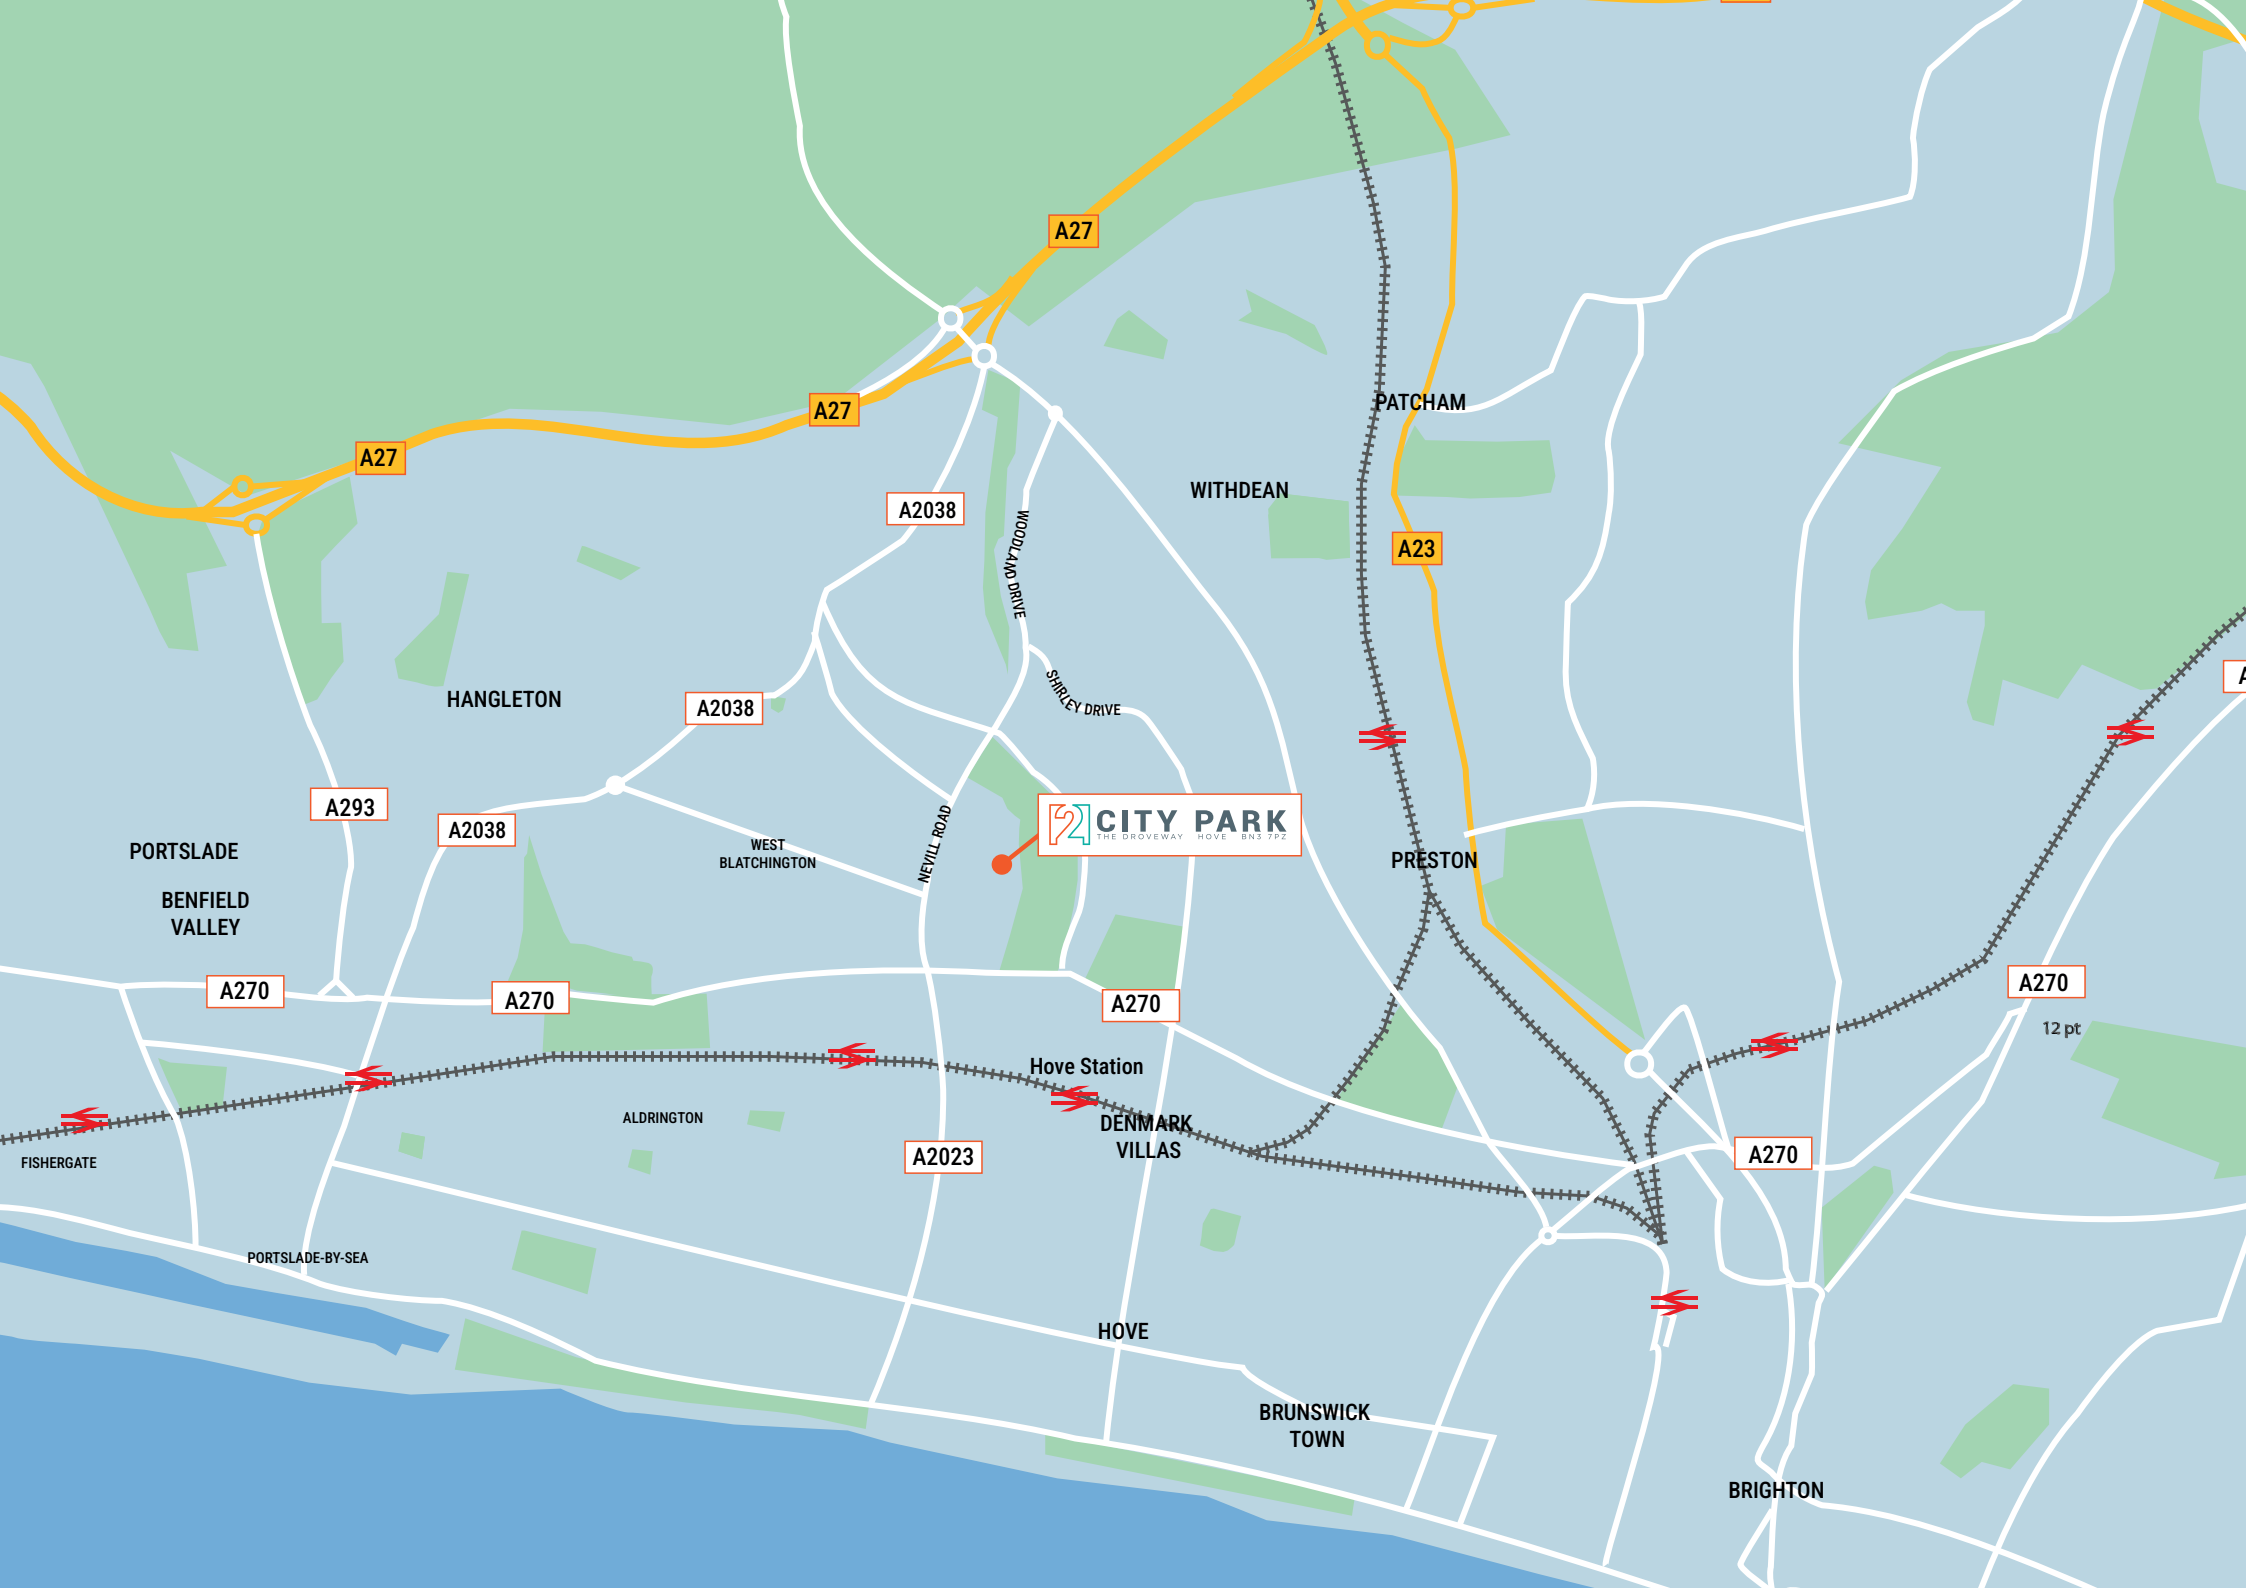 A27
A27
A27
PATCHAM
WITHDEAN
A2038
WOODLAND DRIVE
A23
SHIRLEY DRIVE
HANGLETON
A2038
A293
A2038
NEVILL ROAD
24 CITY PARK
THE DROVEWAY HOVE BN3 7PZ
WEST
BLATCHINGTON
PORTSLADE
PRESTON
BENFIELD
VALLEY
A270
A270
A270
A270
12 pt
Hove Station
ALDRINGTON
DENMARK
VILLAS
A2023
A270
FISHERGATE
PORTSLADE-BY-SEA
HOVE
BRUNSWICK
TOWN
BRIGHTON